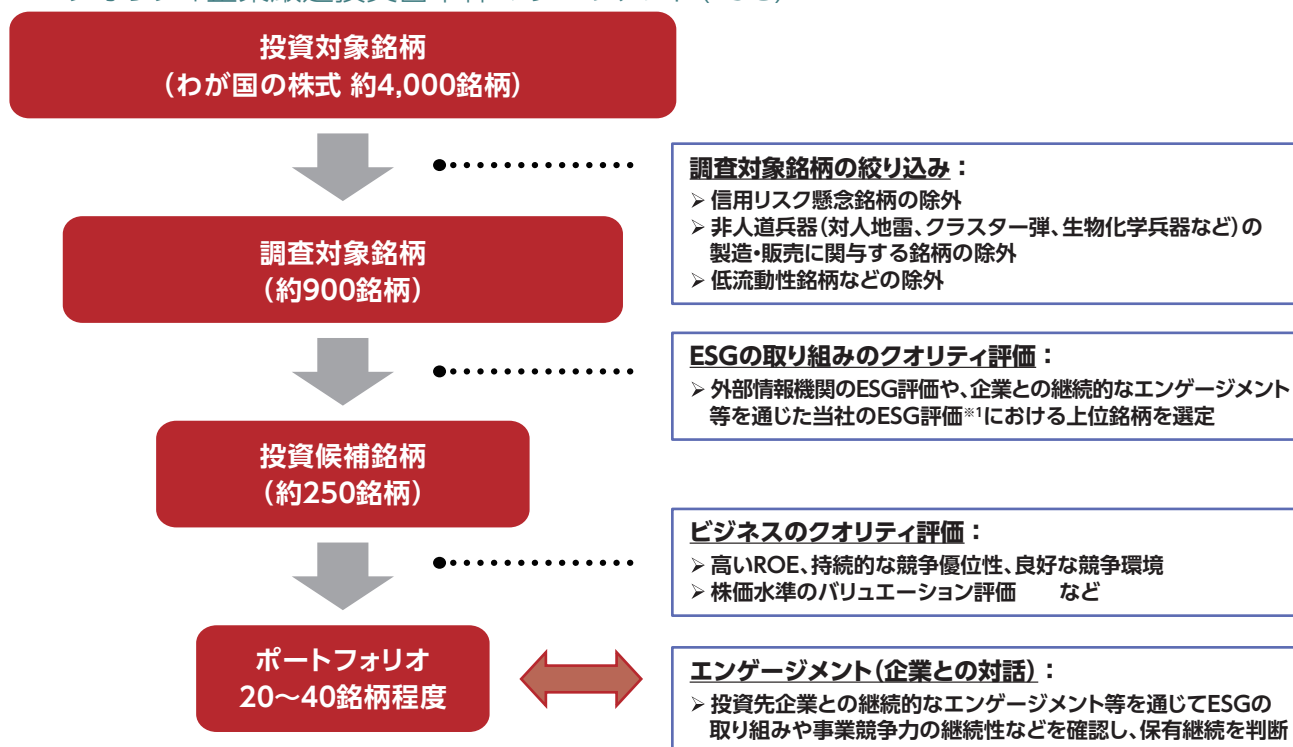 投資対象銘柄
（わが国の株式 約4,000銘柄）
調査対象銘柄の絞り込み：
➢ 信用リスク懸念銘柄の除外
➢ 非人道兵器（対人地雷、クラスター弾、生物化学兵器など）の
製造・販売に関与する銘柄の除外
➢ 低流動性銘柄などの除外
調査対象銘柄
（約900銘柄）
ESGの取り組みのクオリティ評価：
➢ 外部情報機関のESG評価や、企業との継続的なエンゲージメント
等を通じた当社のESG評価※1における上位銘柄を選定
投資候補銘柄
（約250銘柄）
ビジネスのクオリティ評価：
➢ 高いROE、持続的な競争優位性、良好な競争環境
➢ 株価水準のバリュエーション評価　　など
ポートフォリオ
20～40銘柄程度
エンゲージメント（企業との対話）：
➢ 投資先企業との継続的なエンゲージメント等を通じてESGの
取り組みや事業競争力の継続性などを確認し、保有継続を判断